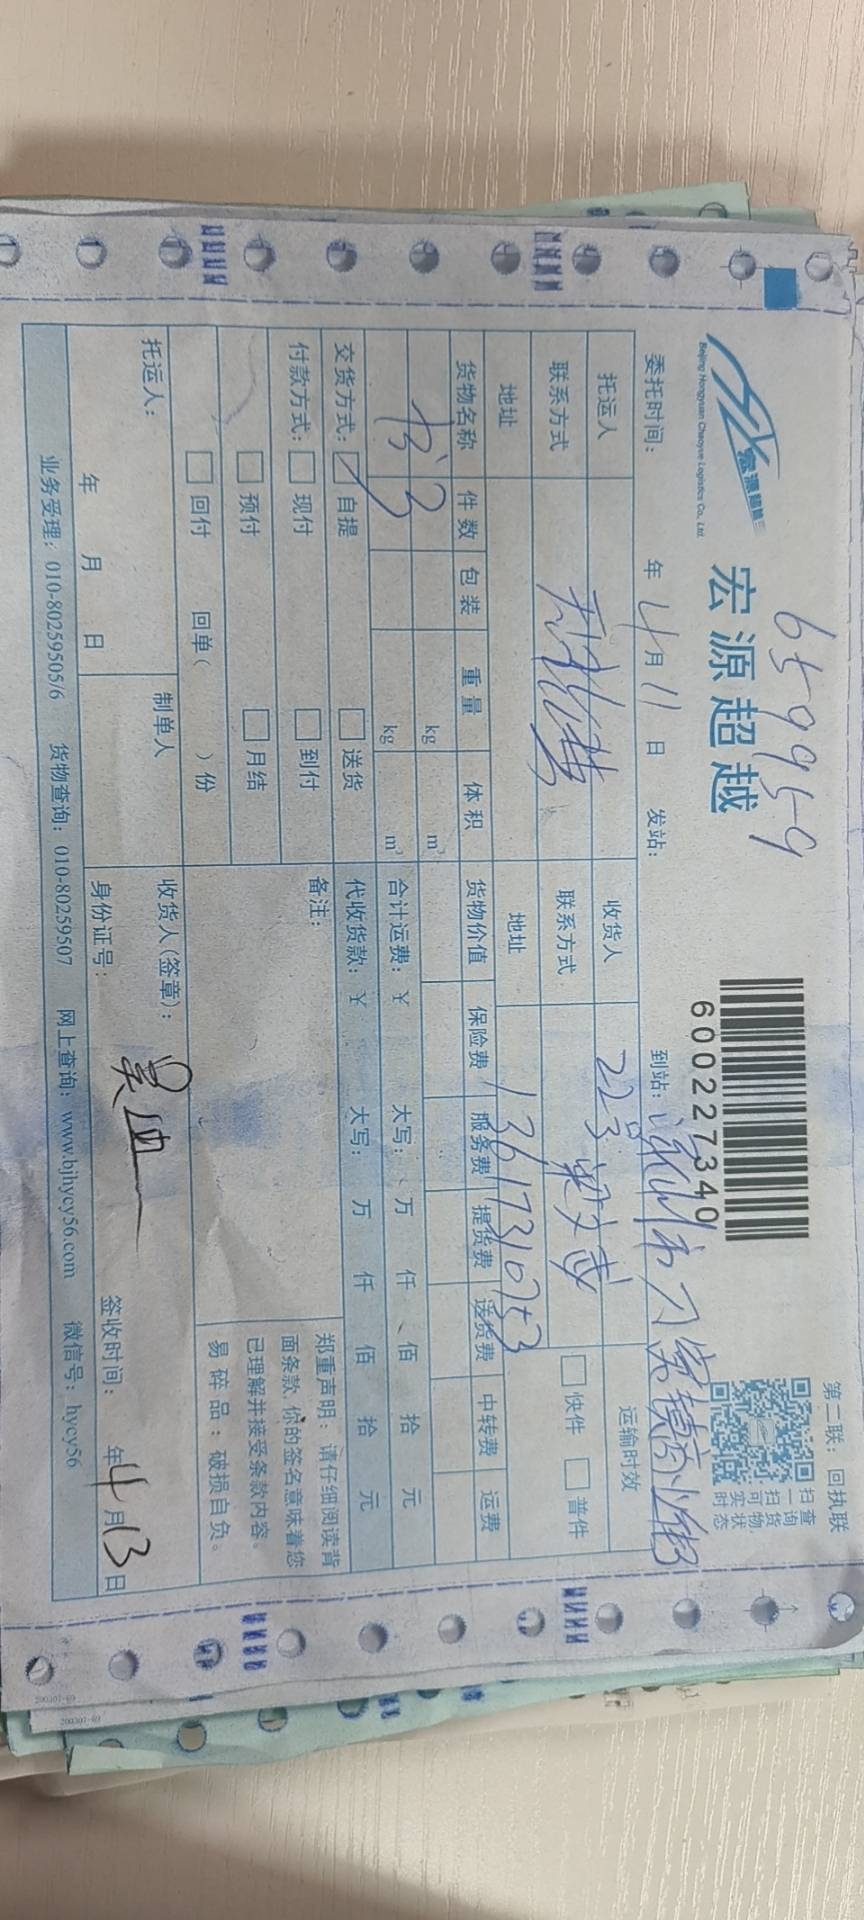 6599959
宏源超越
Beijing Hongyuan Chaoyue Logistics Co., Ltd.
宏源超越
600227340
第二联：回执联
扫一扫 查询货物实时状态
委托时间： 年 4 月 11 日 发站： 到站：
托运人 收货人 223 运输时效
联系方式 联系方式 快件 普件
地址 地址 13617310753
货物名称 件数 包装 重量 体积 货物价值 保险费 服务费 提货费 送货费 中转费 运费
书 3 kg m³
kg m³ 合计运费：￥ 大写： 万 仟 佰 拾 元
交货方式： 自提 送货 代收货款：￥ 大写： 万 仟 佰 拾 元
付款方式： 现付 到付 备注：
预付 月结
回付 回单（ ）份
郑重声明：请仔细阅读背
面条款，你的签名意味着您
已理解并接受条款内容。
易碎品：破损自负。
托运人： 制单人 收货人(签章)：
年 月 日 身份证号： 签收时间： 年 4 月 13 日
业务受理：010-80259505/6 货物查询：010-80259507 网上查询：www.bjhycy56.com 微信号：hycy56